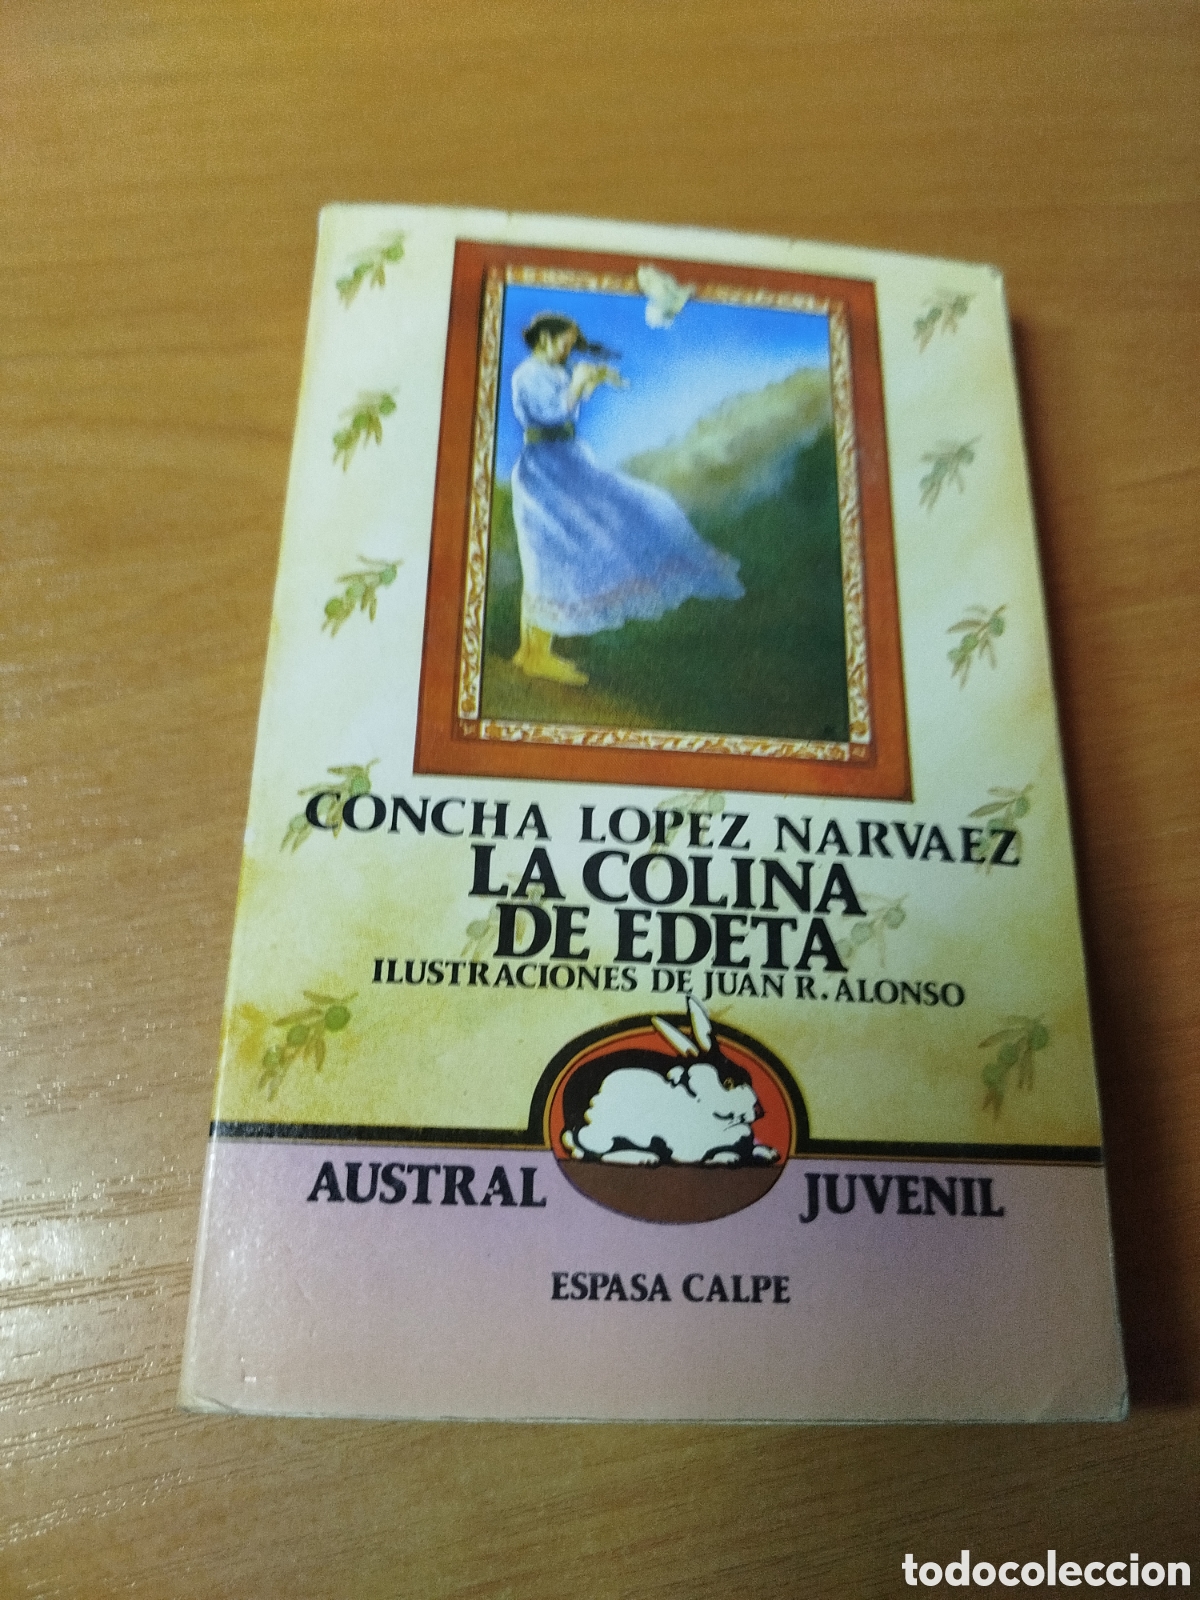 CONCHA LOPEZ NARVAEZ
LA COLINA
DE EDETA
ILUSTRACIONES DE JUAN R. ALONSO
AUSTRAL JUVENIL
ESPASA CALPE
todocoleccion